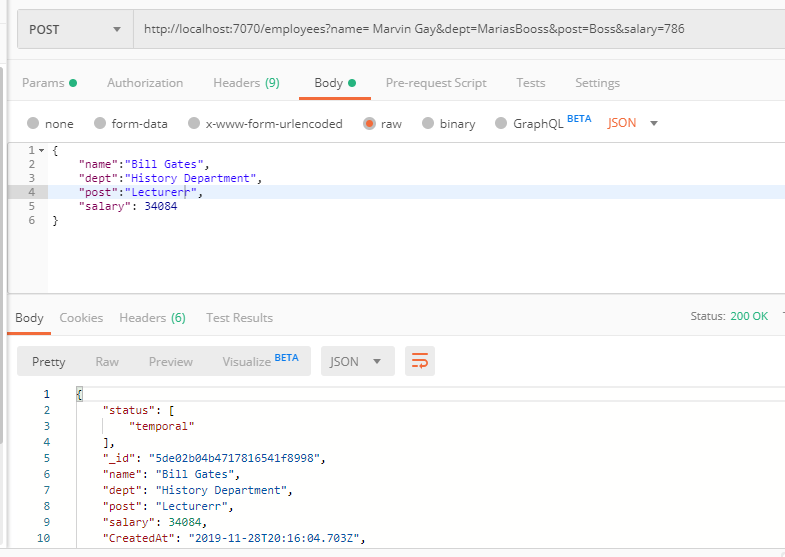 POST http://localhost:7070/employees?name= Marvin Gay&dept=MariasBooss&post=Boss&salary=786
Params Authorization Headers (9) Body Pre-request Script Tests Settings
none form-data x-www-form-urlencoded raw binary GraphQL BETA JSON
1 {
2 "name":"Bill Gates",
3 "dept":"History Department",
4 "post":"Lecturerr",
5 "salary": 34084
6 }
Body Cookies Headers (6) Test Results Status: 200 OK
Pretty Raw Preview Visualize BETA JSON
1 {
2 "status": [
3 "temporal"
4 ],
5 "_id": "5de02b04b4717816541f8998",
6 "name": "Bill Gates",
7 "dept": "History Department",
8 "post": "Lecturerr",
9 "salary": 34084,
10 "CreatedAt": "2019-11-28T20:16:04.703Z",